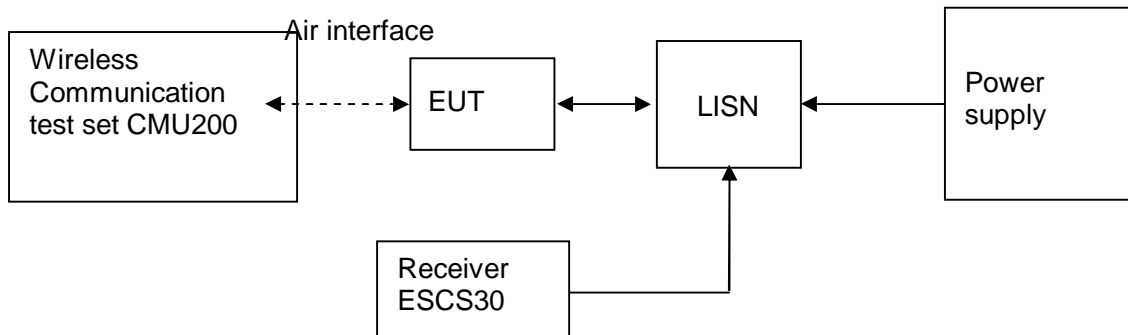 Air interface
Wireless
Communication
test set CMU200
EUT
LISN
Power
supply
Receiver
ESCS30